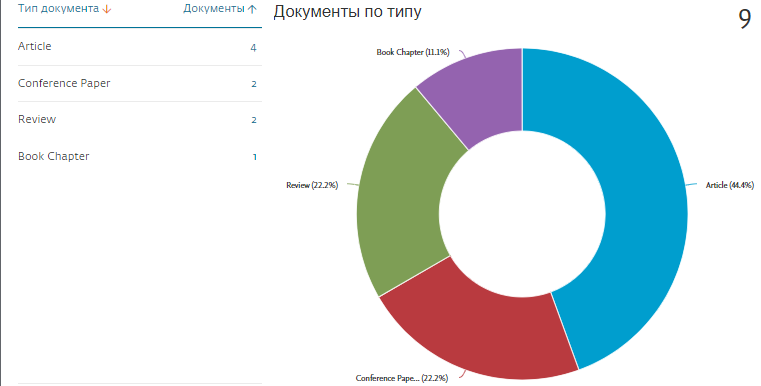 Тип документа Документы
Article 4
Conference Paper 2
Review 2
Book Chapter 1
Документы по типу
9
Book Chapter (11.1%)
Review (22.2%)
Article (44.4%)
Conference Pape... (22.2%)